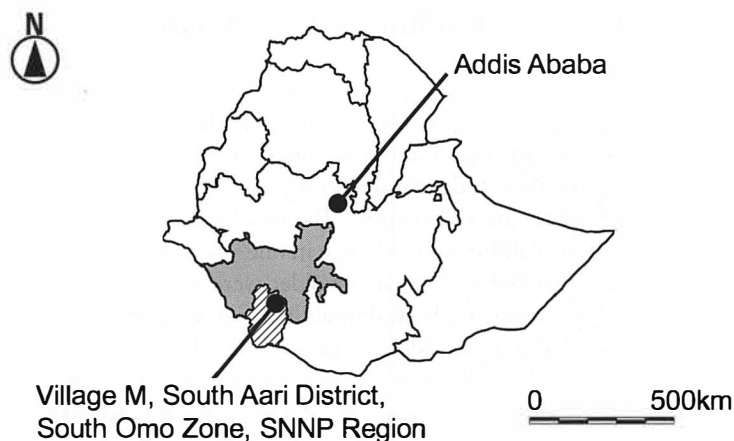 N
Addis Ababa
Village M, South Aari District,
South Omo Zone, SNNP Region
0 500km